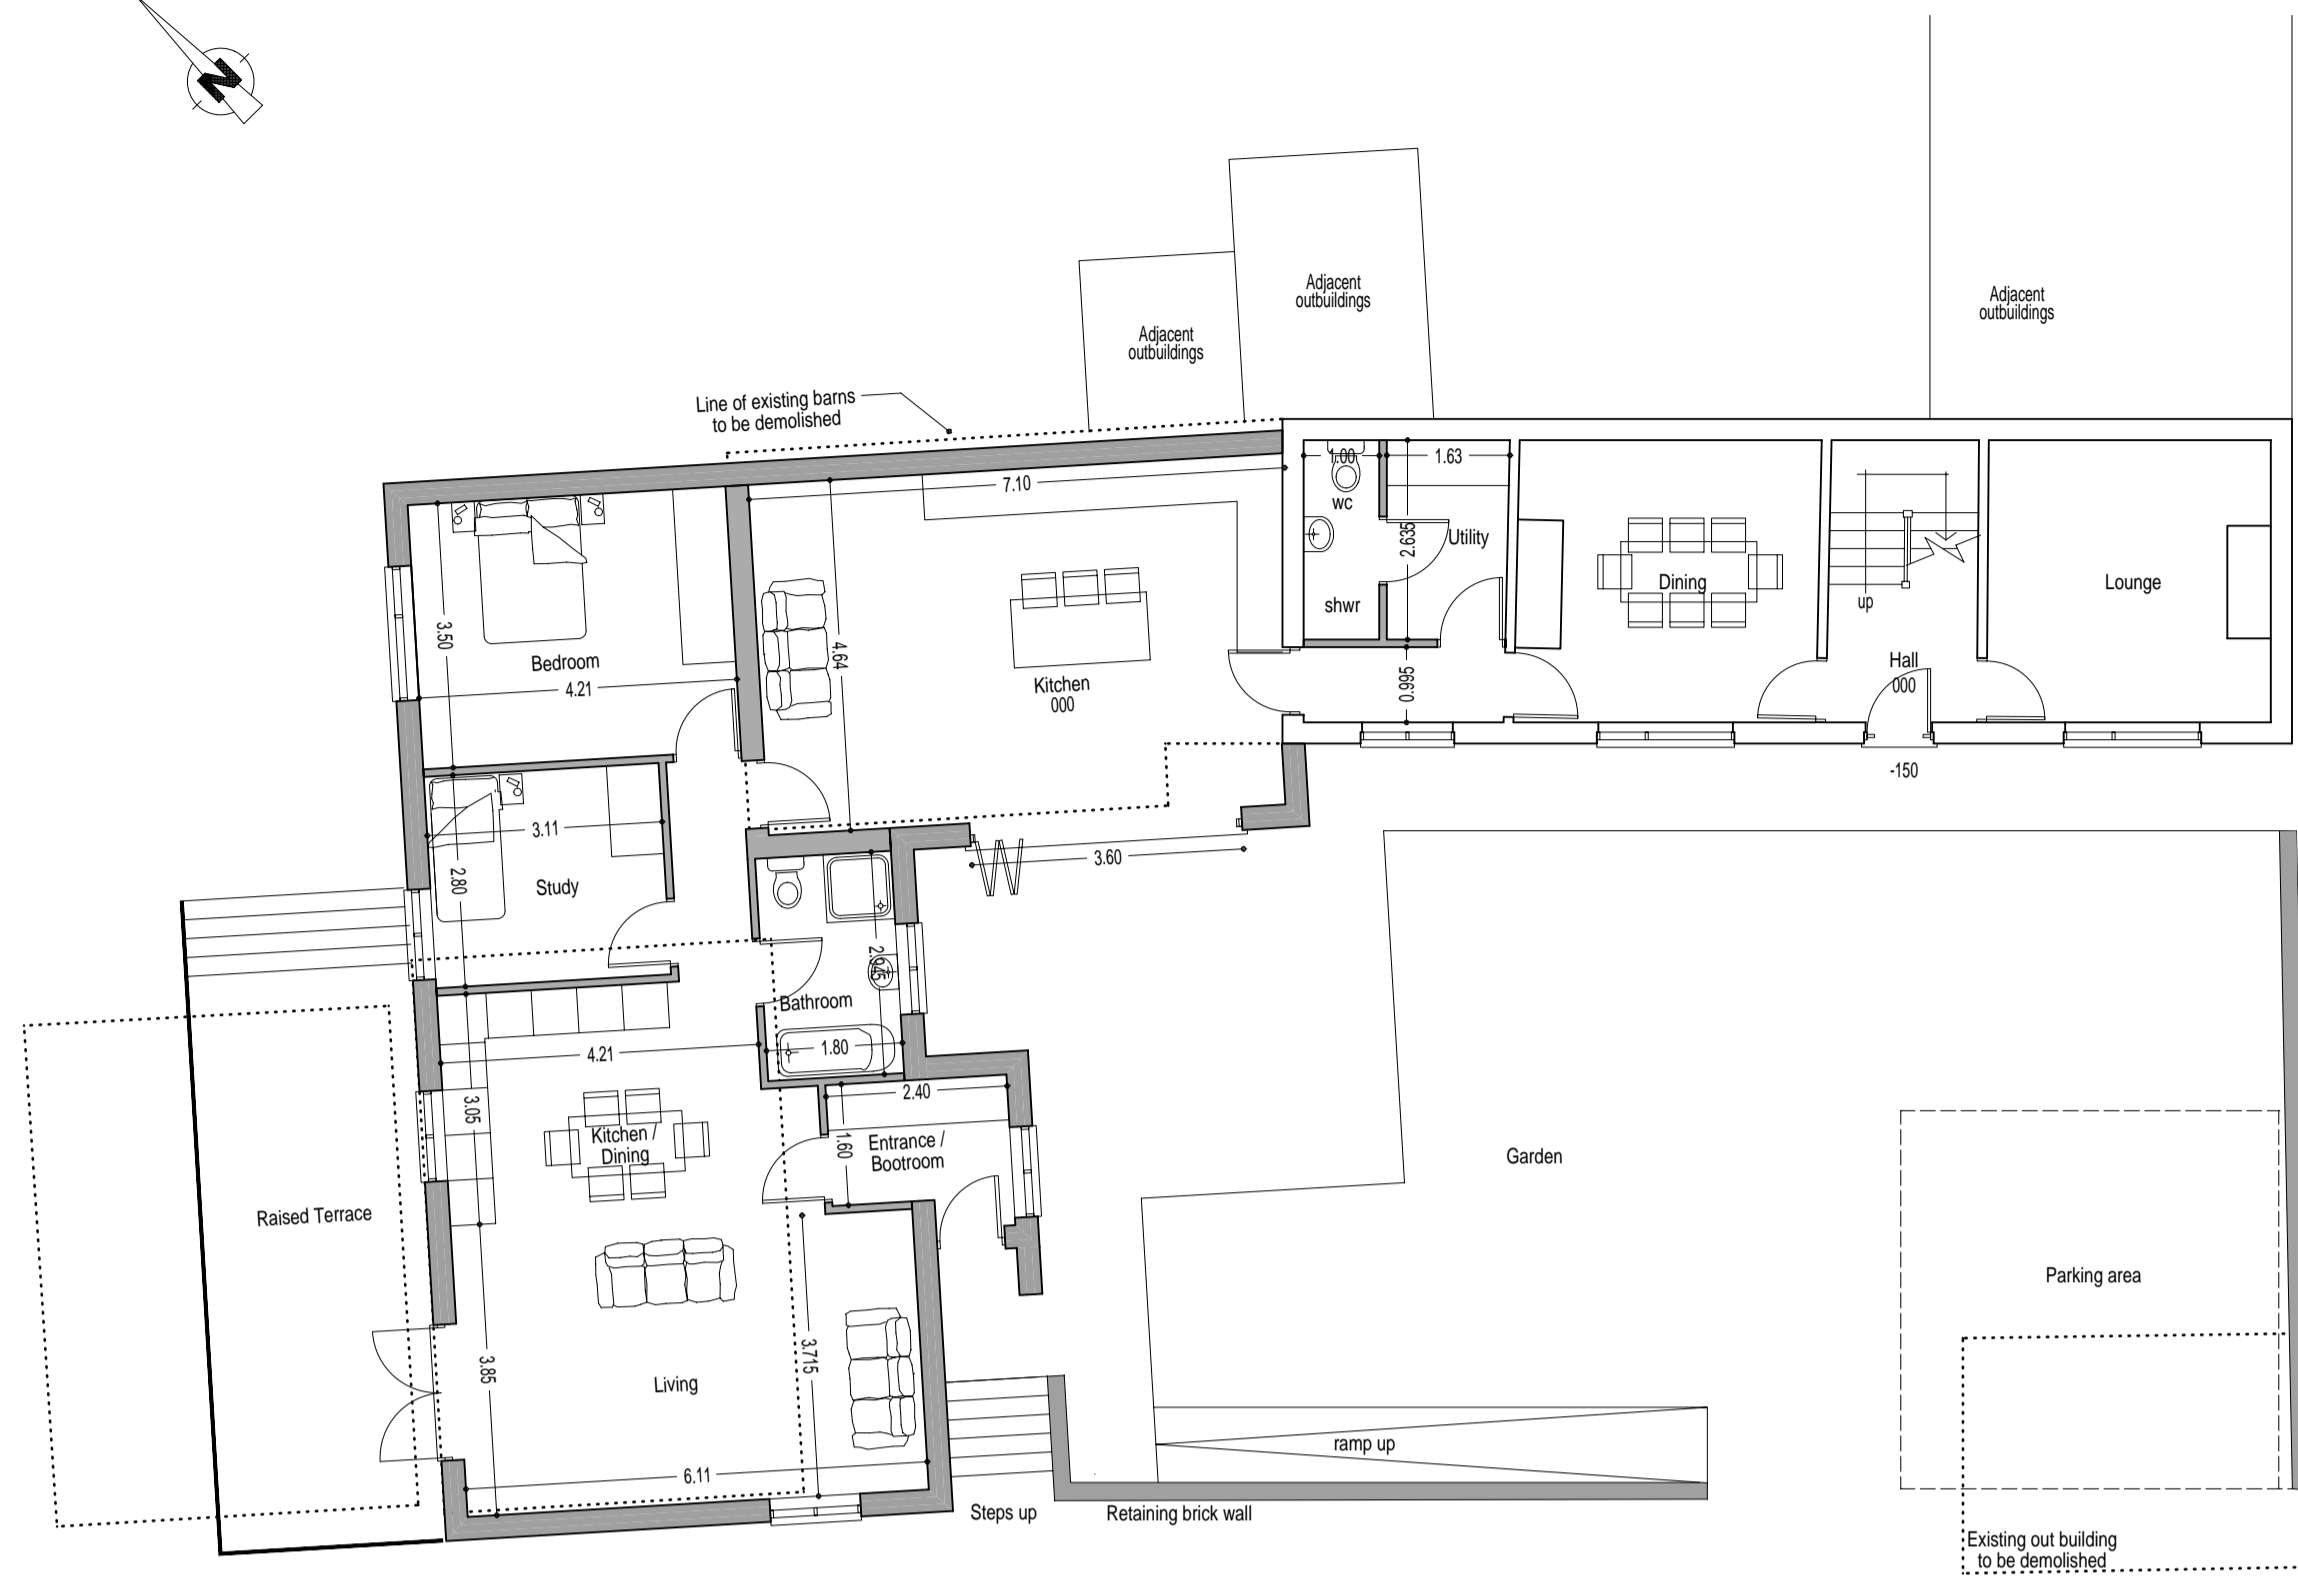 N
Adjacent
outbuildings
Adjacent
outbuildings
Adjacent
outbuildings
Line of existing barns
to be demolished
7.10
1.00
1.63
wc
2.635
Utility
shwr
Dining
up
Lounge
3.50
Bedroom
4.21
4.64
Kitchen
000
0.995
Hall
000
-150
3.11
2.80
Study
3.60
2.945
Bathroom
1.80
4.21
3.05
2.40
Kitchen /
Dining
1.60
Entrance /
Bootroom
Garden
Raised Terrace
Parking area
3.85
3.715
Living
6.11
ramp up
Steps up
Retaining brick wall
Existing out building
to be demolished